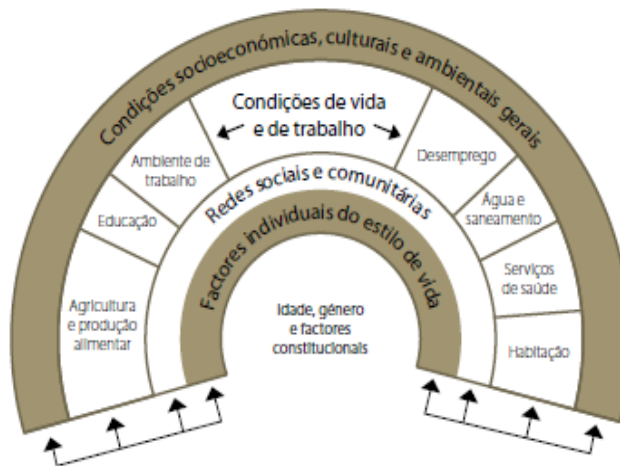 Condições socioeconómicas, culturais e ambientais gerais
Condições de vida
e de trabalho
Ambiente de
trabalho
Educação
Agricultura
e produção
alimentar
Desemprego
Água e
saneamento
Serviços
de saúde
Habitação
Redes sociais e comunitárias
Factores individuais do estilo de vida
Idade, género
e factores
constitucionais